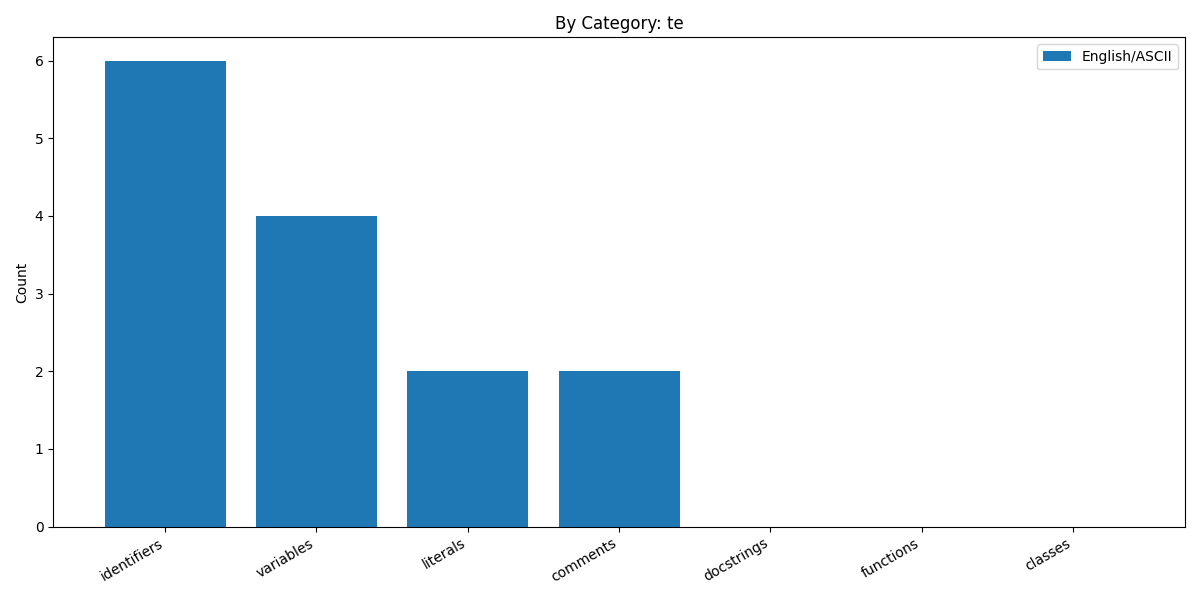 By Category: te
English/ASCII
Count
6
5
4
3
2
1
0
identifiers
variables
literals
comments
docstrings
functions
classes